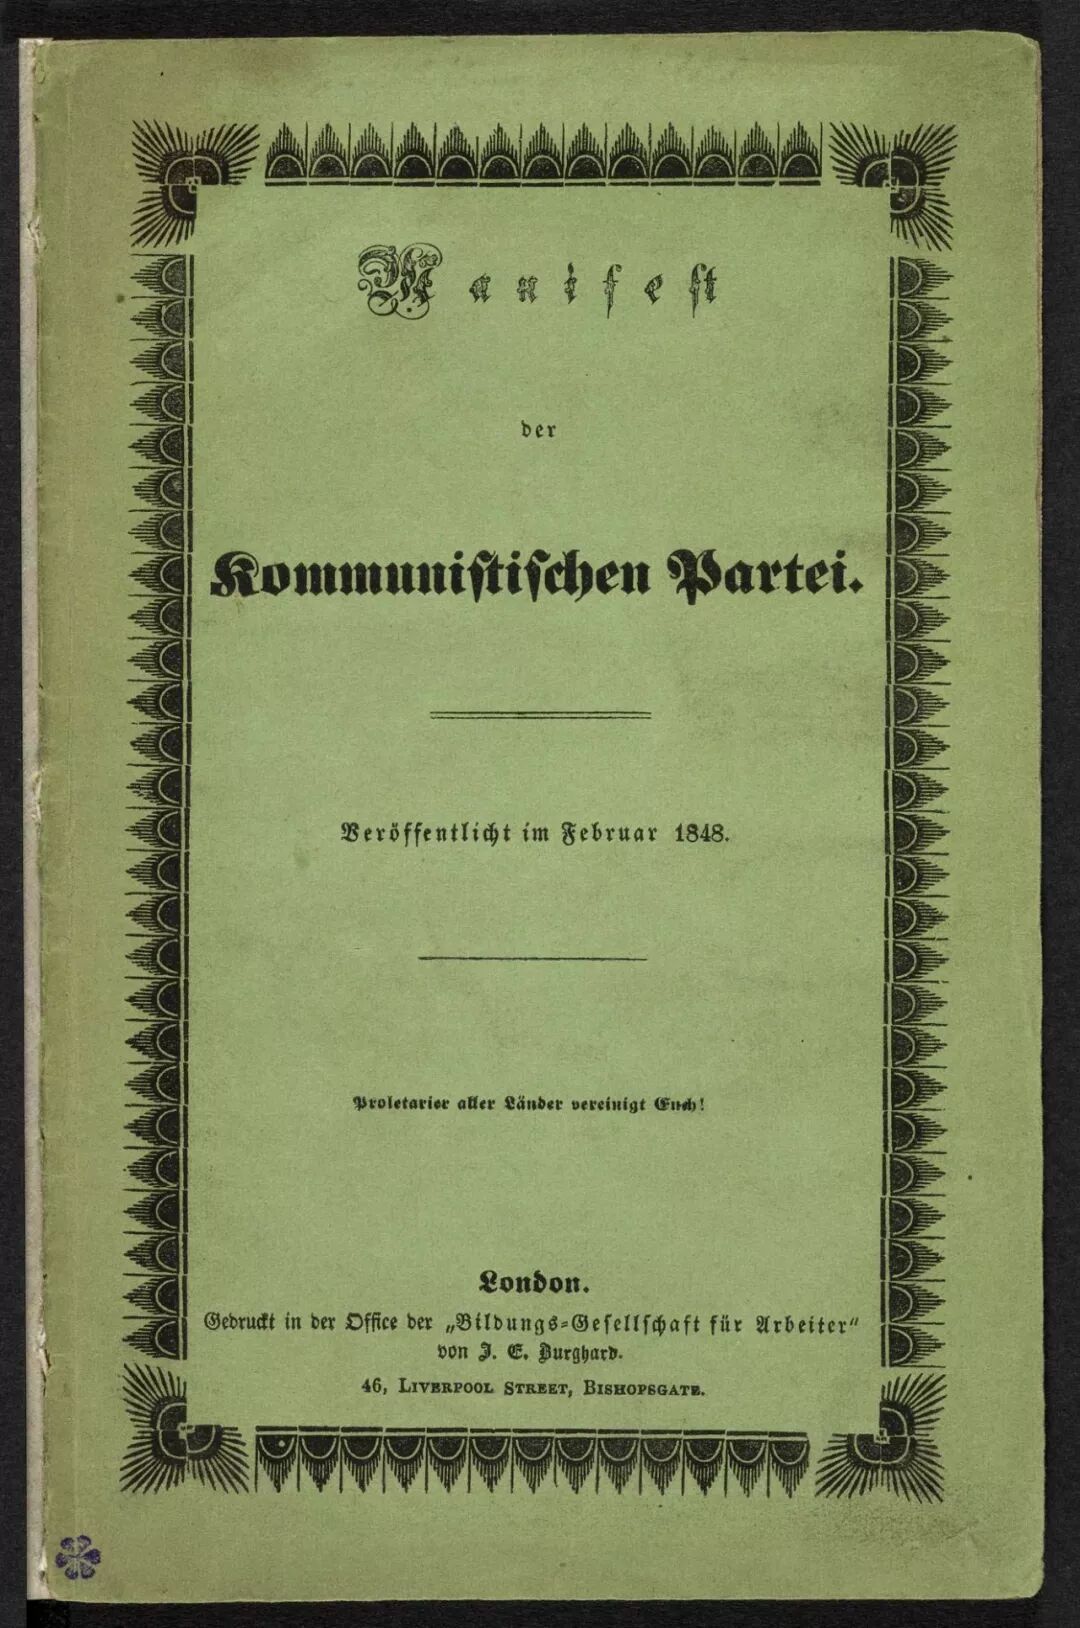 Manifest
der
Kommunistischen Partei.
Veröffentlicht im Februar 1848.
Proletarier aller Länder vereinigt Euch!
London.
Gedruckt in der Office der „Bildungs=Gesellschaft für Arbeiter"
von J. E. Burghard.
46, LIVERPOOL STREET, BISHOPSGATE.